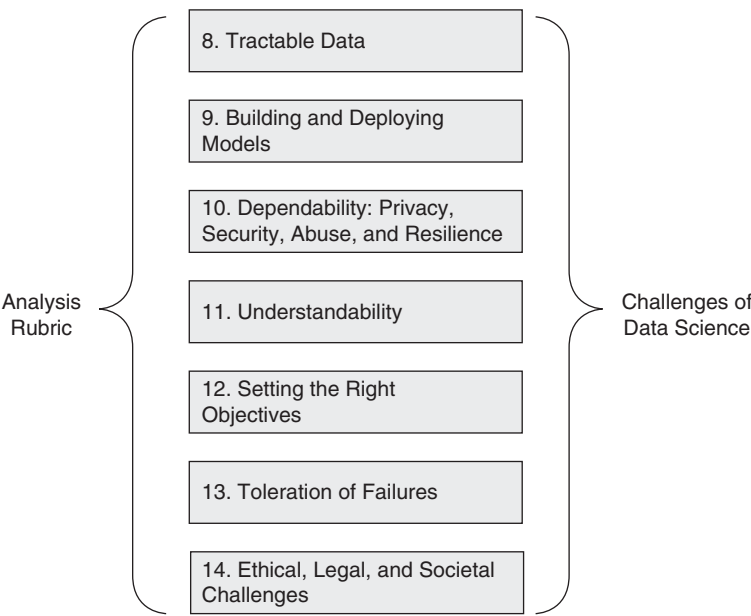 8. Tractable Data
9. Building and Deploying
Models
10. Dependability: Privacy,
Security, Abuse, and Resilience
Analysis
Rubric
11. Understandability
Challenges of
Data Science
12. Setting the Right
Objectives
13. Toleration of Failures
14. Ethical, Legal, and Societal
Challenges